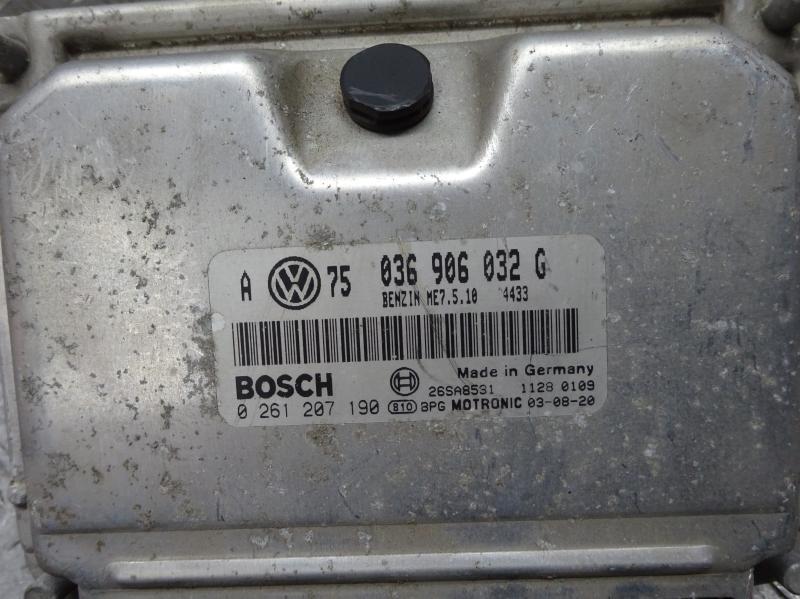 A VW 75 036 906 032 G
BENZIN ME7.5.10 4433
Made in Germany
BOSCH 26SA8531 1128 0109
0 261 207 190 810 BPG MOTRONIC 03-08-20